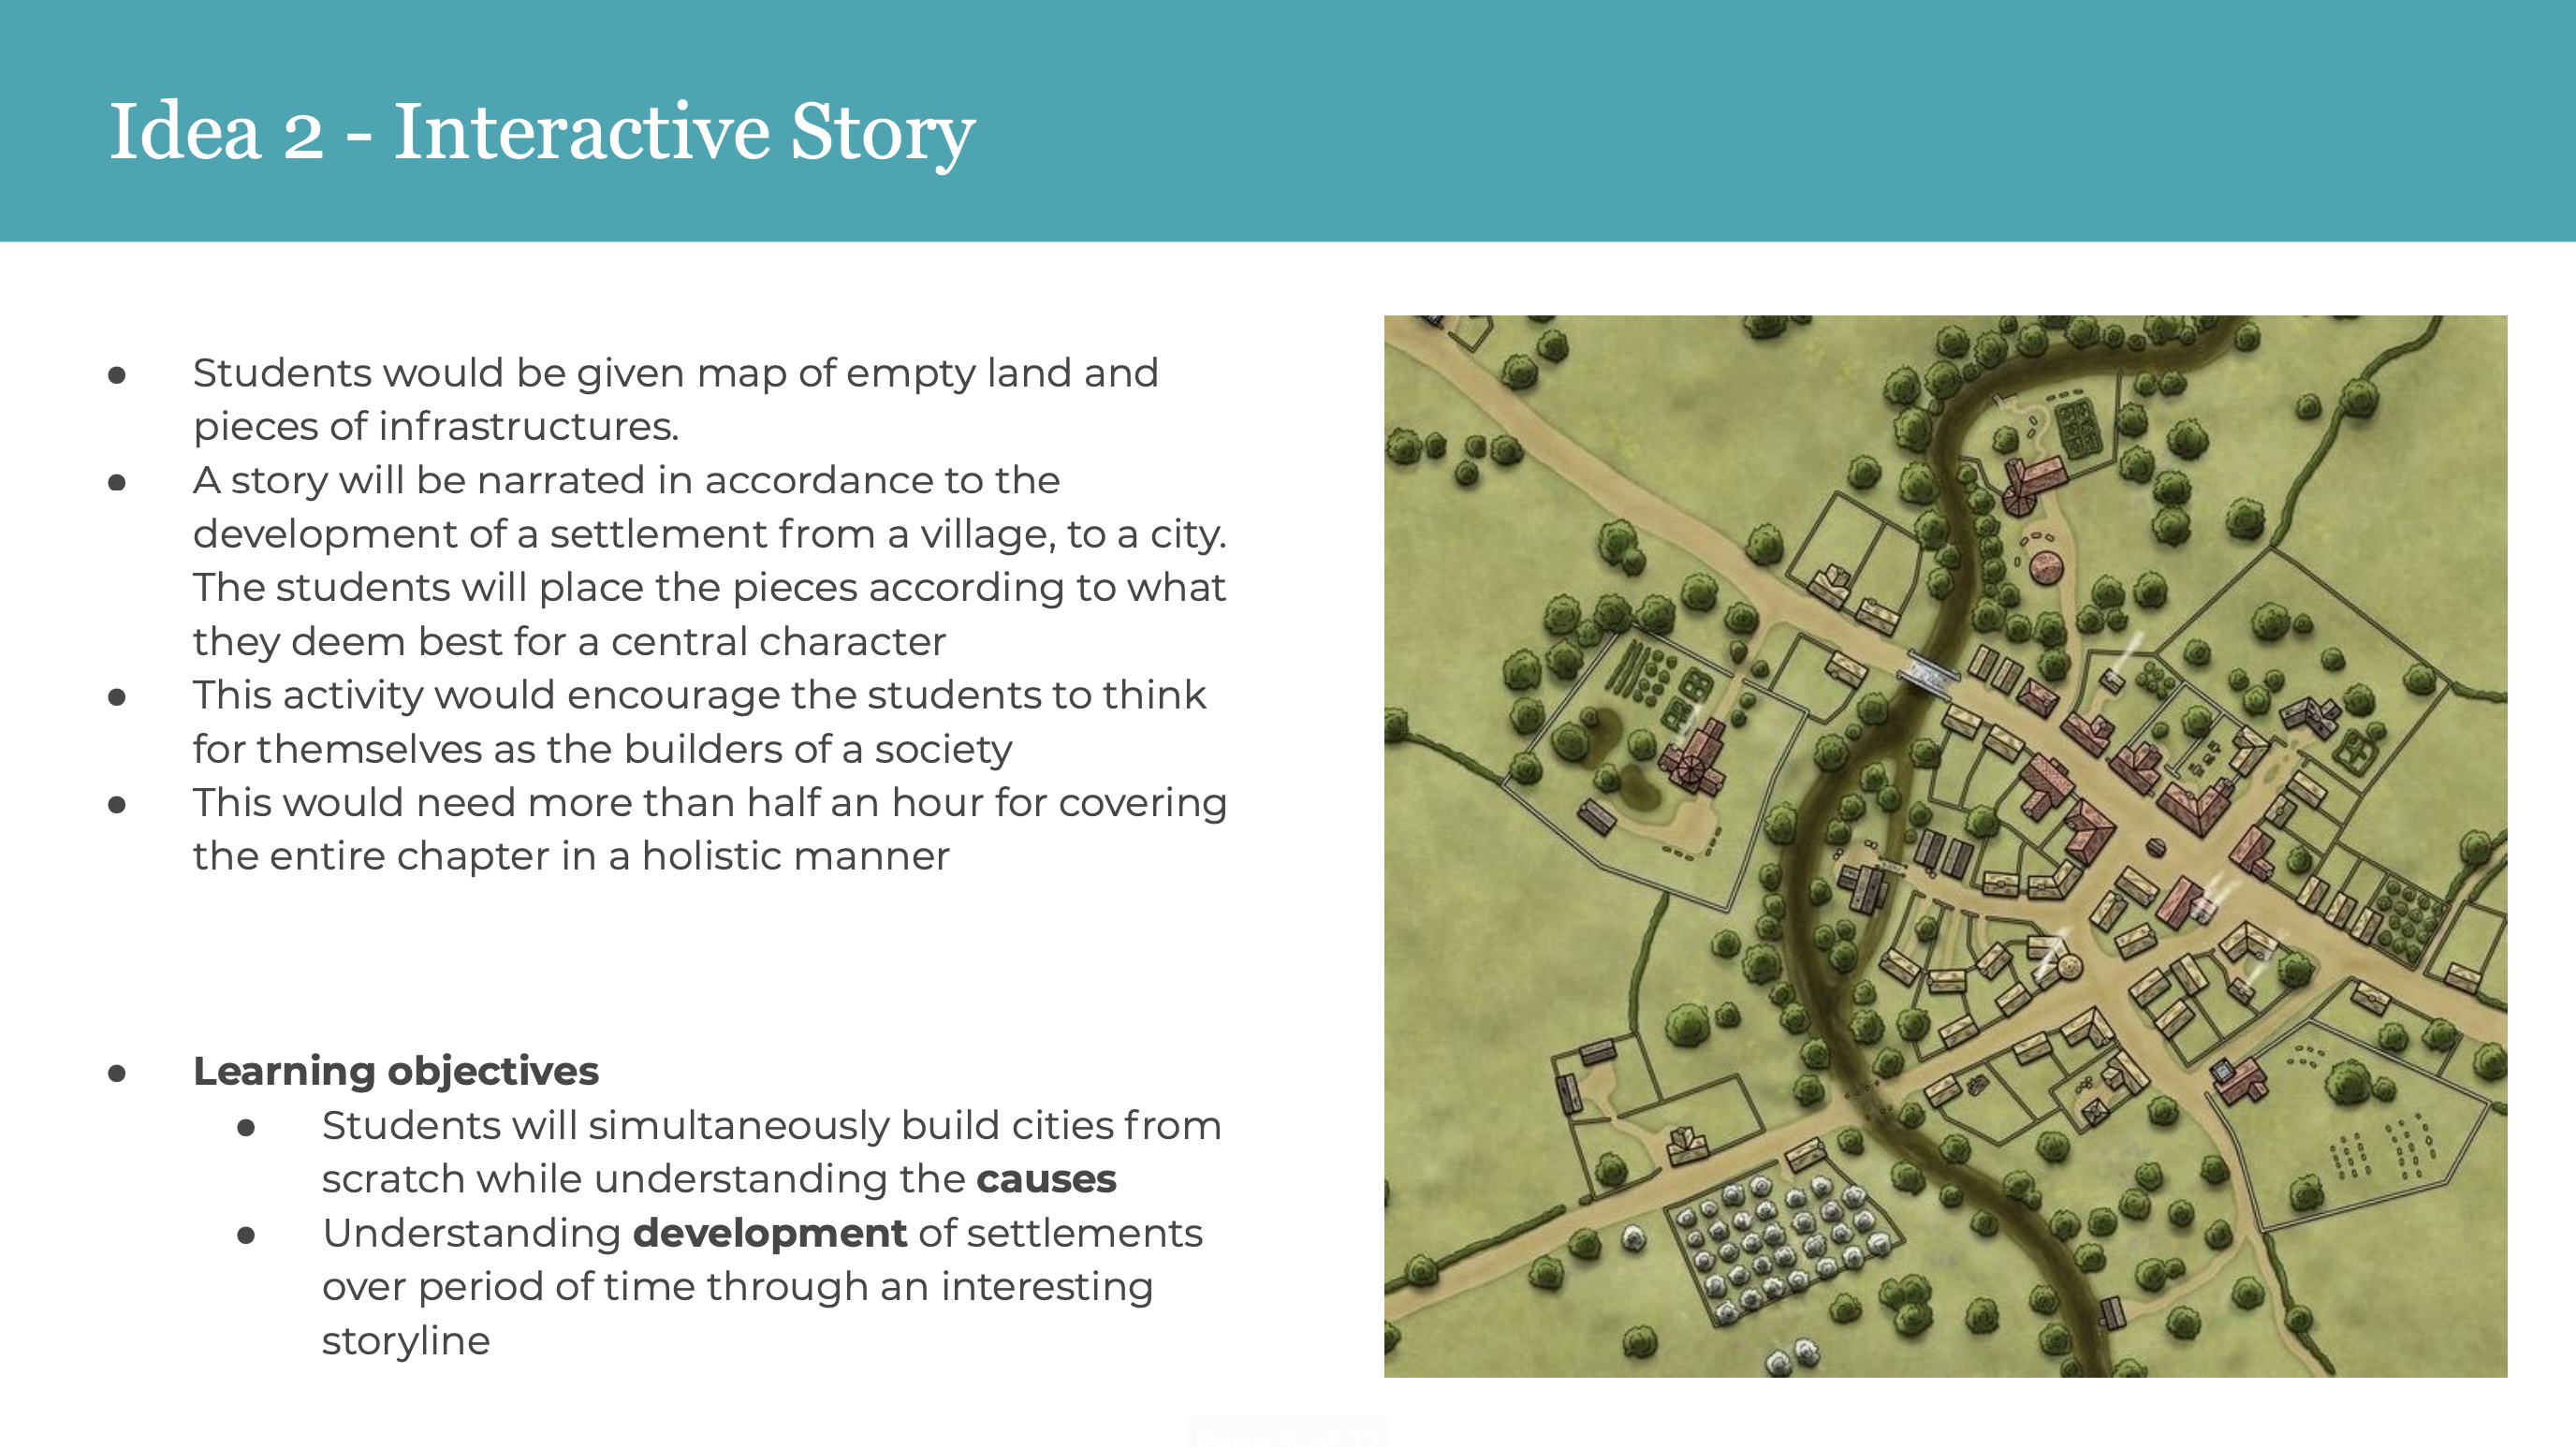 Idea 2 - Interactive Story
● Students would be given map of empty land and
pieces of infrastructures.
● A story will be narrated in accordance to the
development of a settlement from a village, to a city.
The students will place the pieces according to what
they deem best for a central character
● This activity would encourage the students to think
for themselves as the builders of a society
● This would need more than half an hour for covering
the entire chapter in a holistic manner
● Learning objectives
● Students will simultaneously build cities from
scratch while understanding the causes
● Understanding development of settlements
over period of time through an interesting
storyline
Page 5 of 12